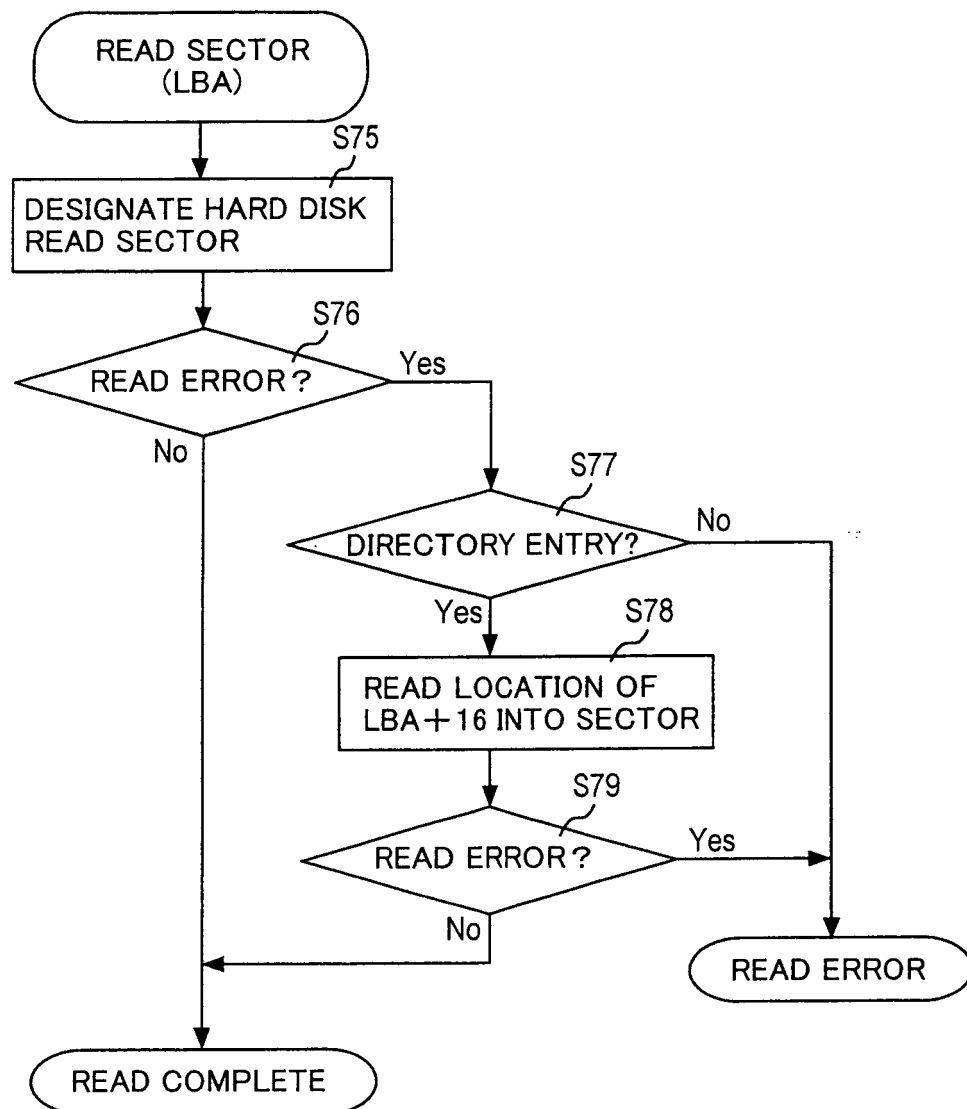 READ SECTOR
(LBA)
S75
DESIGNATE HARD DISK
READ SECTOR
S76
READ ERROR?
Yes
No
S77
DIRECTORY ENTRY?
No
Yes
S78
READ LOCATION OF
LBA+16 INTO SECTOR
S79
READ ERROR?
Yes
No
READ ERROR
READ COMPLETE